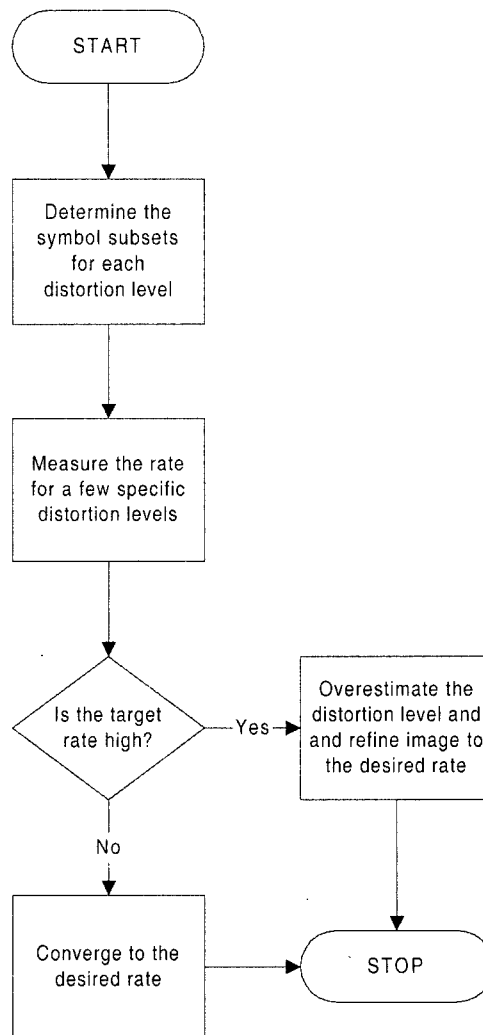 START
Determine the
symbol subsets
for each
distortion level
Measure the rate
for a few specific
distortion levels
Is the target
rate high?
Yes
Overestimate the
distortion level and
and refine image to
the desired rate
No
Converge to the
desired rate
STOP